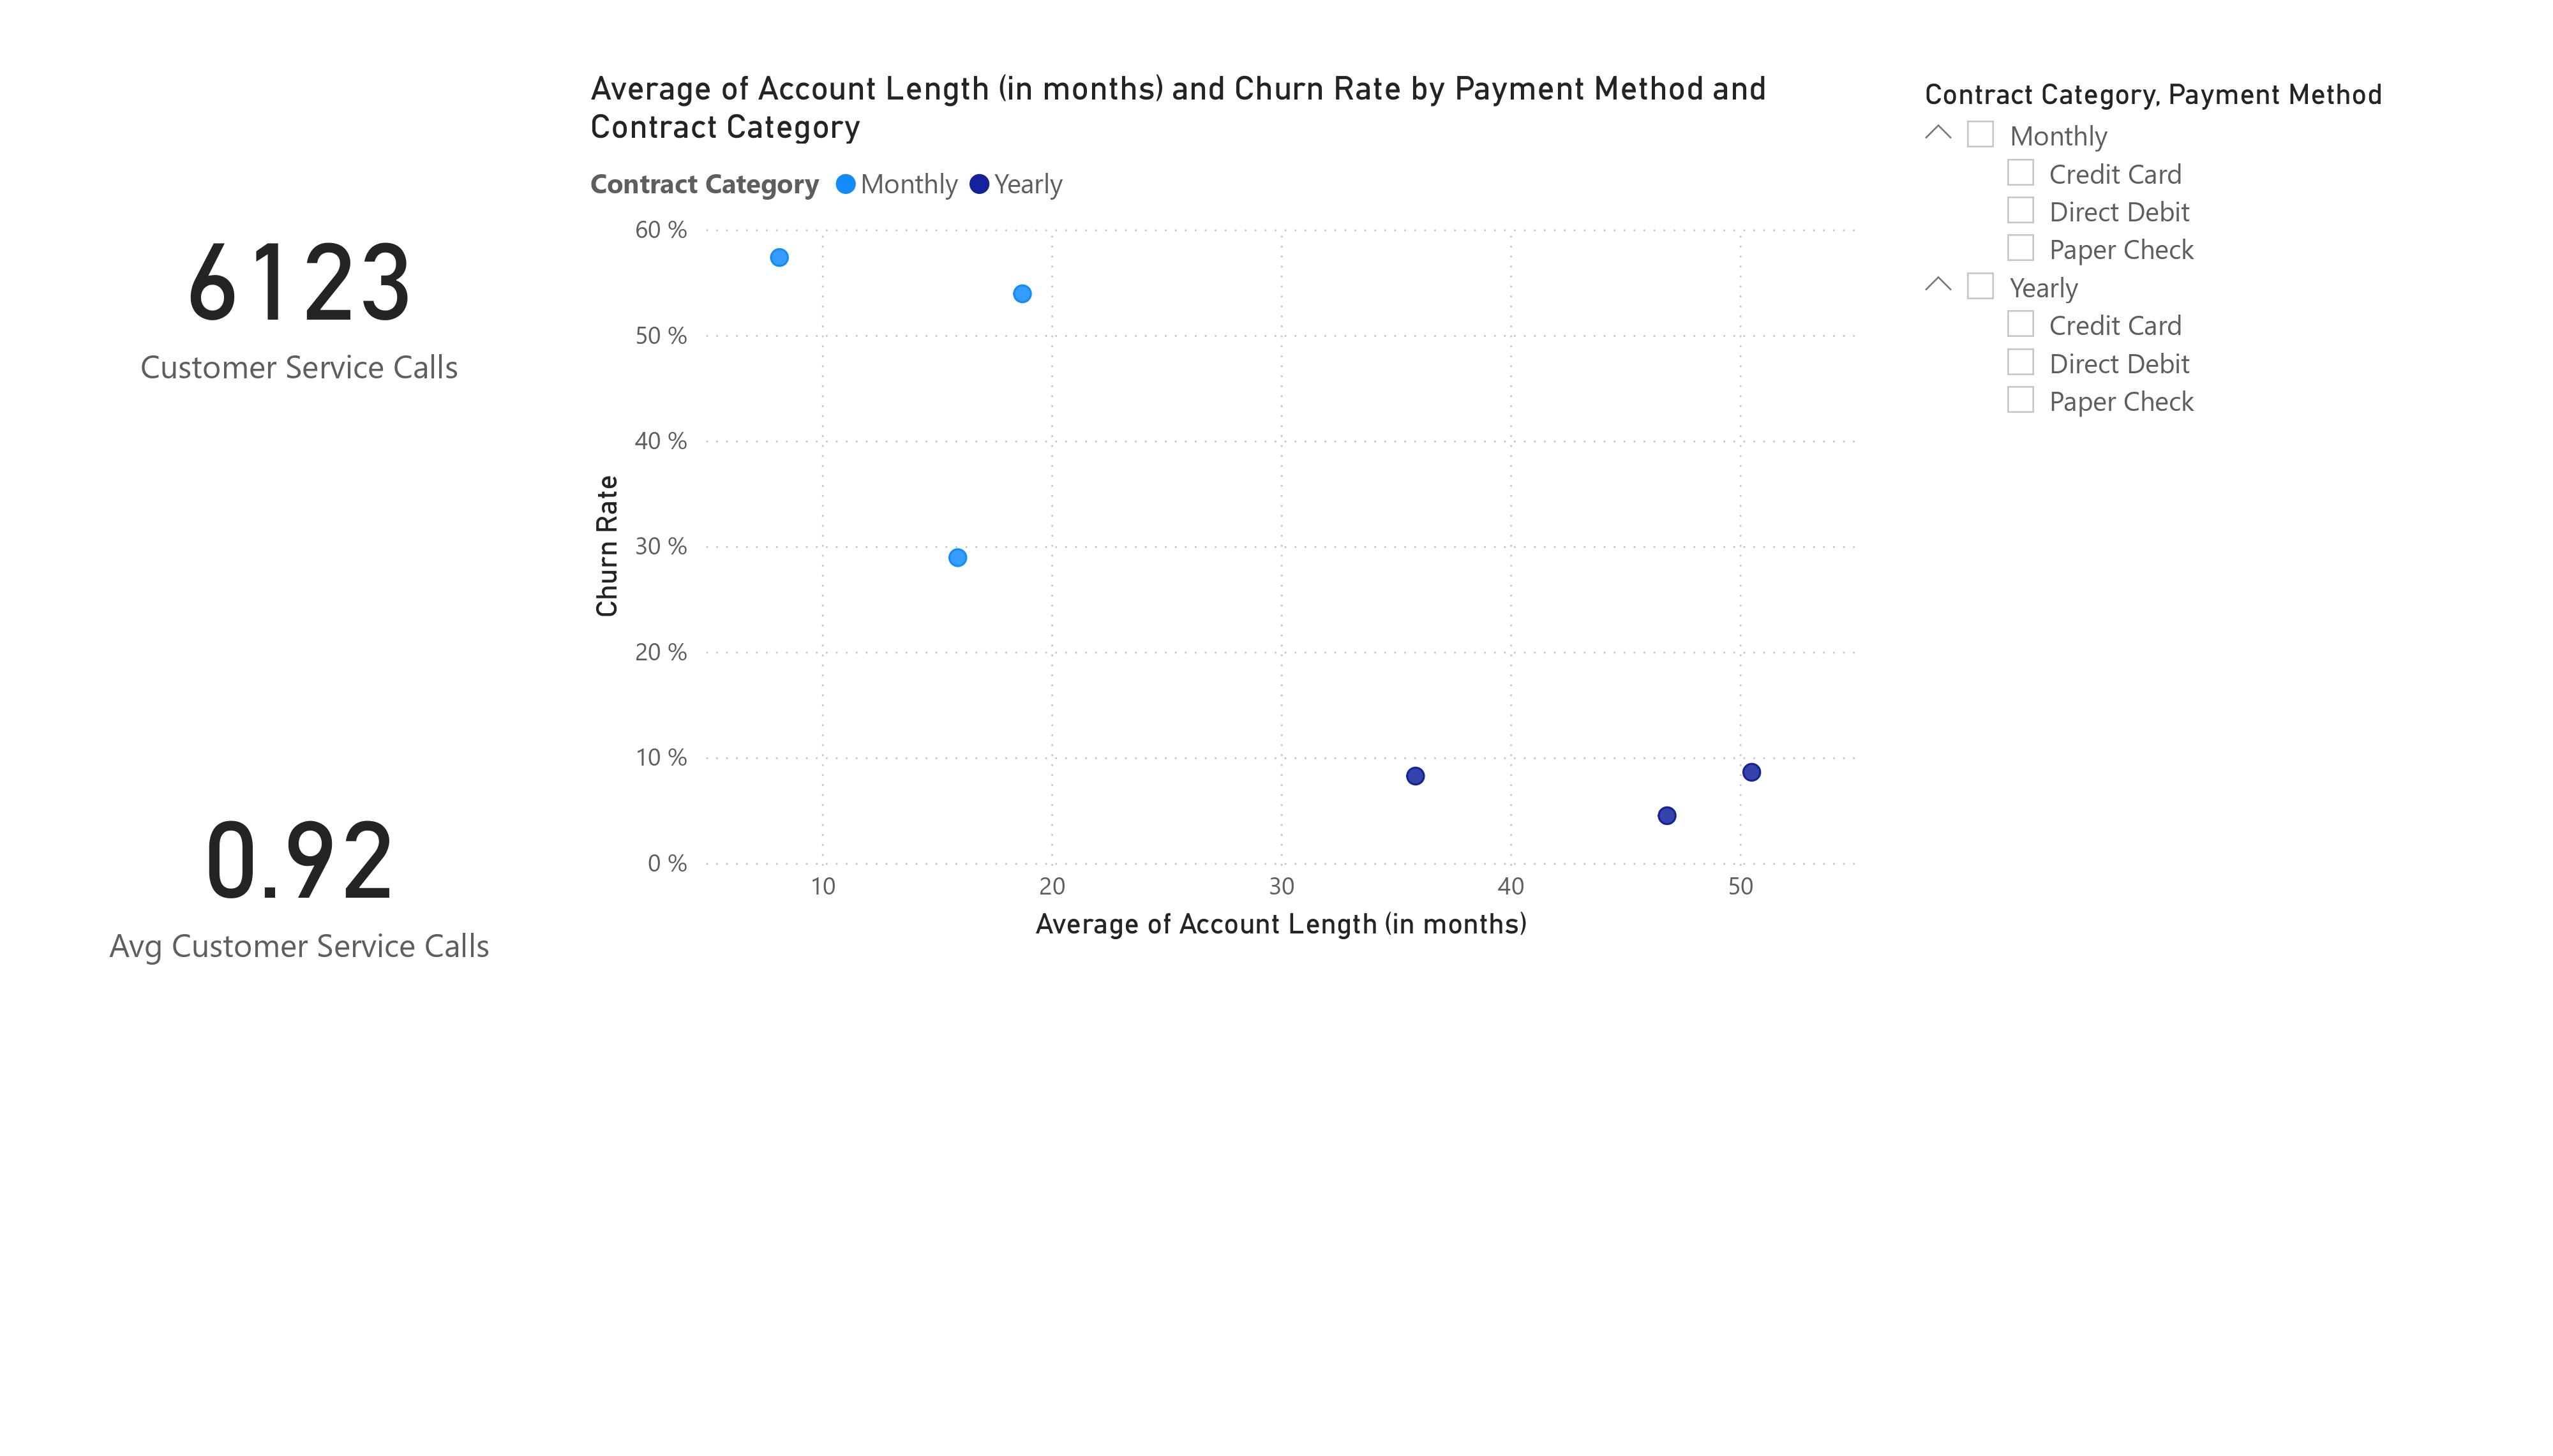 6123
Customer Service Calls
0.92
Avg Customer Service Calls
Average of Account Length (in months) and Churn Rate by Payment Method and
Contract Category
Contract Category Monthly Yearly
60 %
50 %
40 %
30 %
20 %
10 %
0 %
Churn Rate
10 20 30 40 50
Average of Account Length (in months)
Contract Category, Payment Method
Monthly
Credit Card
Direct Debit
Paper Check
Yearly
Credit Card
Direct Debit
Paper Check